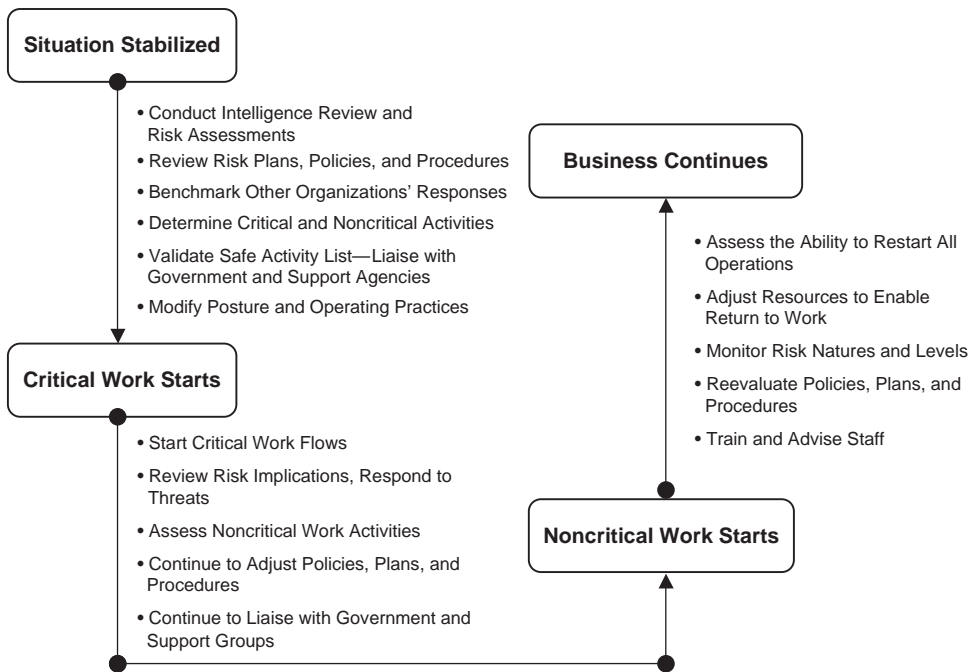 Situation Stabilized
• Conduct Intelligence Review and
Risk Assessments
• Review Risk Plans, Policies, and Procedures
• Benchmark Other Organizations’ Responses
• Determine Critical and Noncritical Activities
• Validate Safe Activity List—Liaise with
Government and Support Agencies
• Modify Posture and Operating Practices
Critical Work Starts
• Start Critical Work Flows
• Review Risk Implications, Respond to
Threats
• Assess Noncritical Work Activities
• Continue to Adjust Policies, Plans, and
Procedures
• Continue to Liaise with Government and
Support Groups
Noncritical Work Starts
• Assess the Ability to Restart All
Operations
• Adjust Resources to Enable
Return to Work
• Monitor Risk Natures and Levels
• Reevaluate Policies, Plans, and
Procedures
• Train and Advise Staff
Business Continues